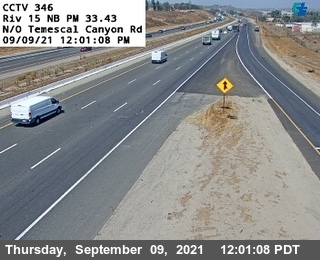 CCTV 346
Riv 15 NB PM 33.43
N/O Temescal Canyon Rd
09/09/21 12:01:08 PM
Thursday, September 09, 2021 12:01:08 PDT